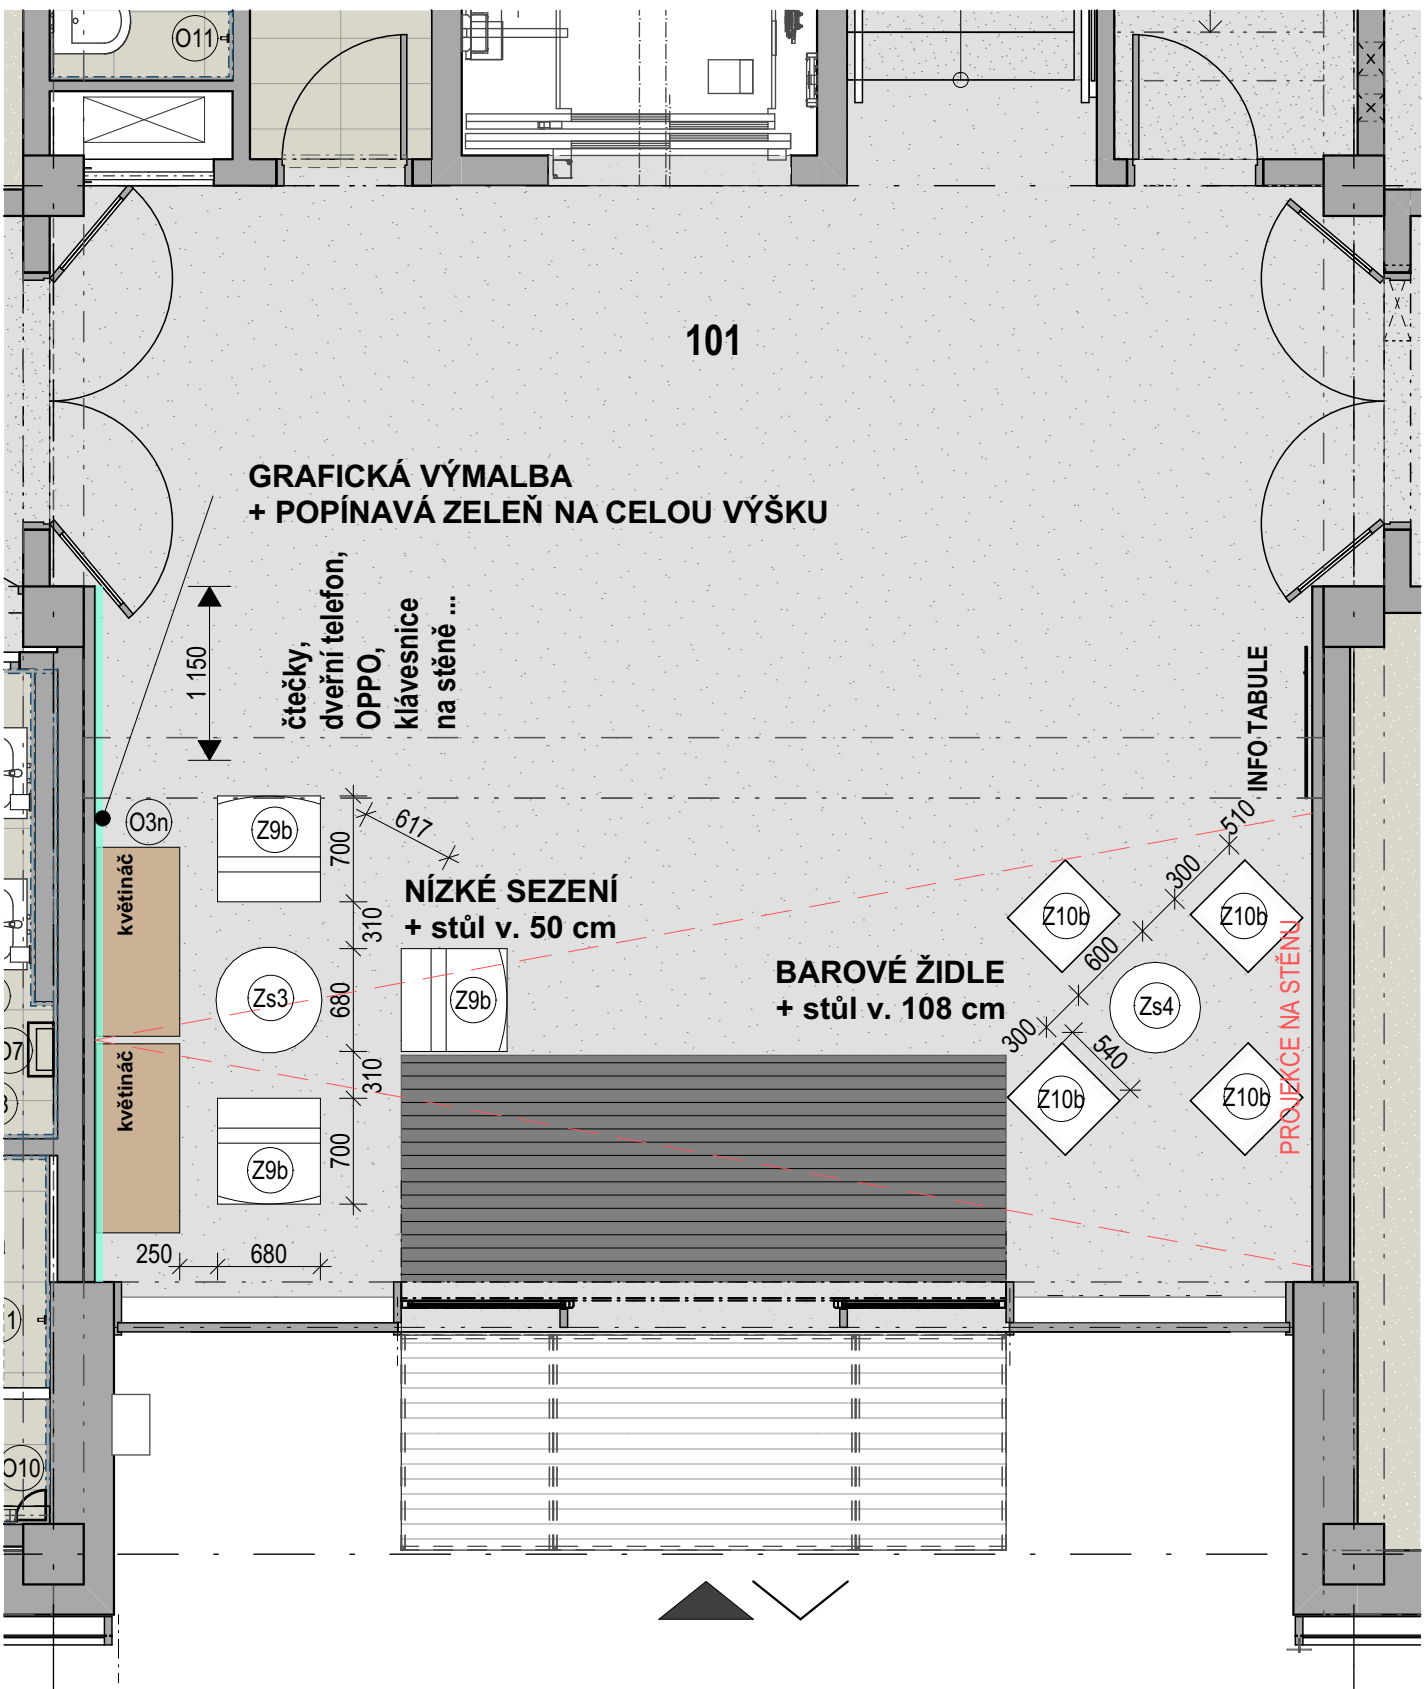 O11
101
GRAFICKÁ VÝMALBA
+ POPÍNAVÁ ZELEŇ NA CELOU VÝŠKU
1 150
čtečky,
dveřní telefon,
OPPO,
klávesnice
na stěně ...
INFO TABULE
O3n
Z9b
700
617
510
300
květináč
NÍZKÉ SEZENÍ
+ stůl v. 50 cm
310
Z10b
Z10b
600
BAROVÉ ŽIDLE
+ stůl v. 108 cm
Zs3
680
Z9b
Zs4
300
540
PROJEKCE NA STĚNU
květináč
310
Z10b
Z10b
Z9b
700
250
680
O10